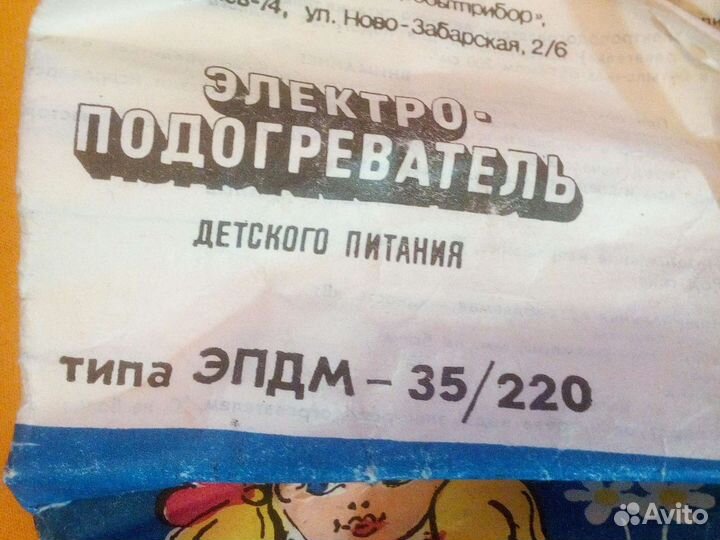 ул. Ново-Забарская, 2/6
ЭЛЕКТРО-
ПОДОГРЕВАТЕЛЬ
ДЕТСКОГО ПИТАНИЯ
типа ЭПДМ - 35/220
Avito